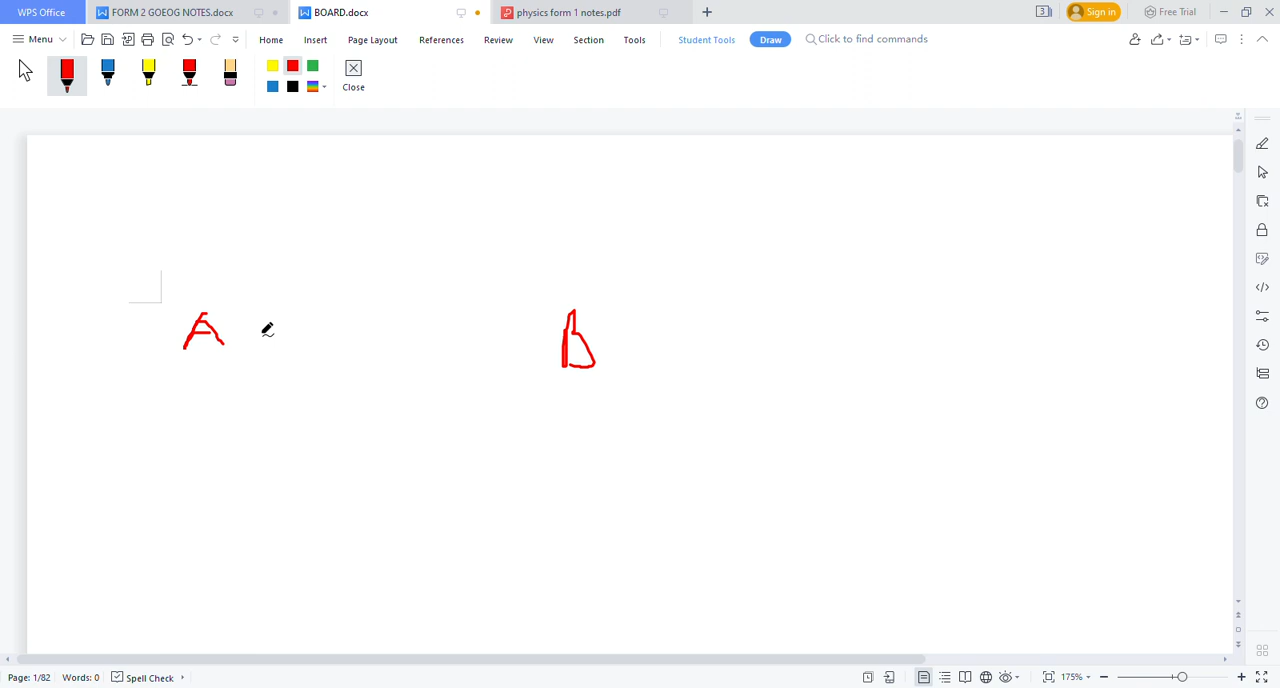 WPS Office FORM 2 GOEOG NOTES.docx BOARD.docx physics form 1 notes.pdf + 3 Sign in Free Trial
Menu Home Insert Page Layout References Review View Section Tools Student Tools Draw Click to find commands
Close
A b
Page: 1/82 Words: 0 Spell Check 175%